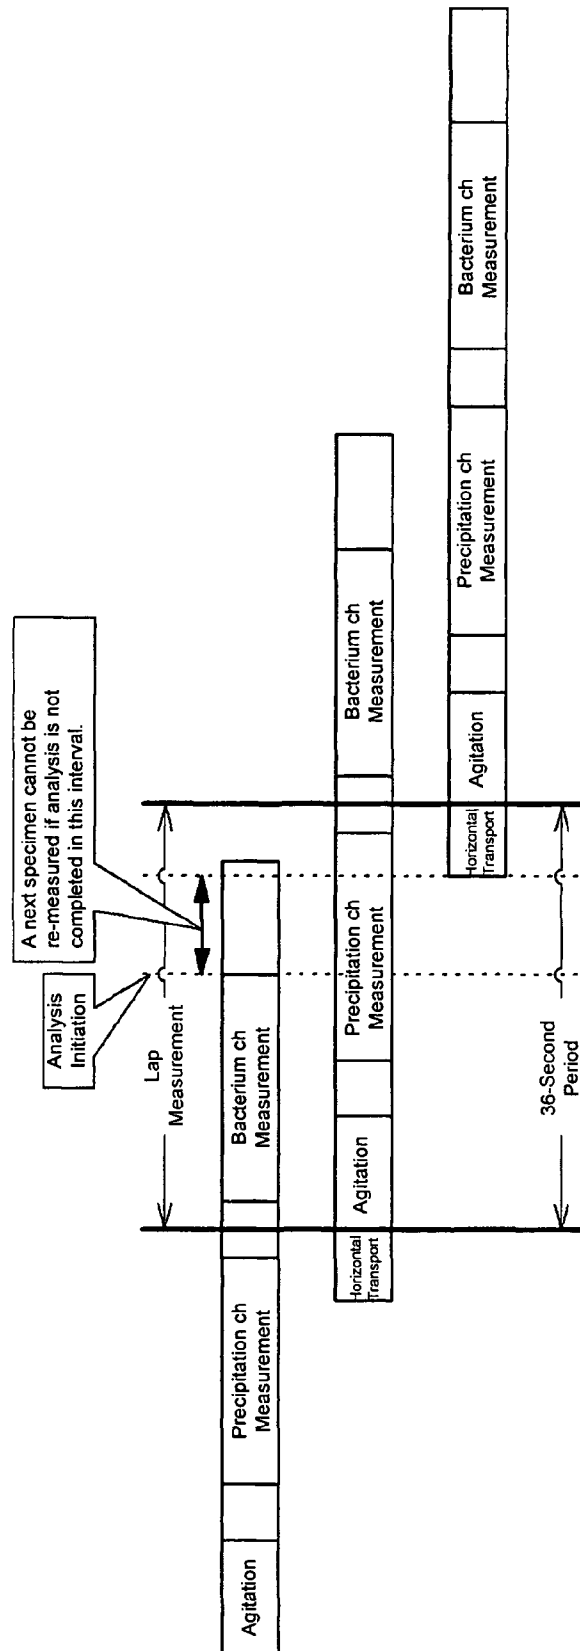 A next specimen cannot be
re-measured if analysis is not
completed in this interval.
Analysis
Initiation
Lap
Measurement
Agitation
Precipitation ch
Measurement
Bacterium ch
Measurement
Horizontal
Transport
Agitation
Precipitation ch
Measurement
Bacterium ch
Measurement
Horizontal
Transport
Agitation
Precipitation ch
Measurement
Bacterium ch
Measurement
36-Second
Period